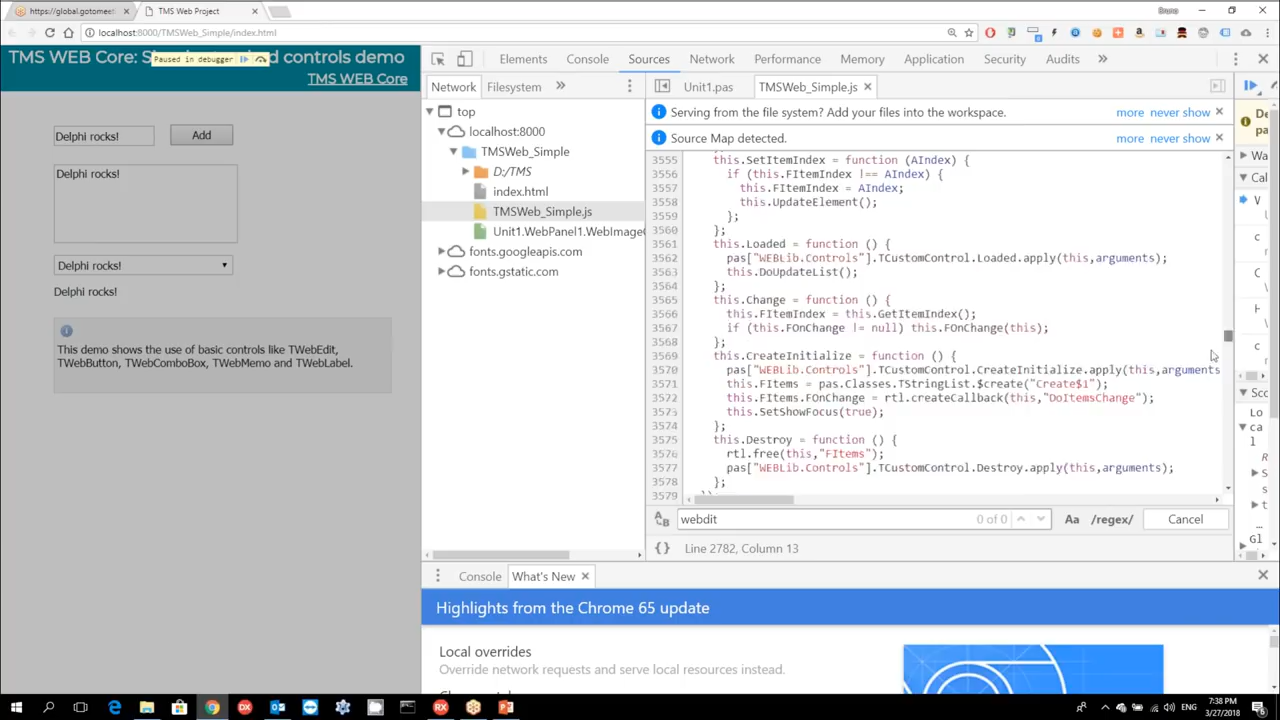 https://global.gotomeeti
TMS Web Project
Bruno
localhost:8000/TMSWeb_Simple/index.html
TMS WEB Core: S
Paused in debugger
d controls demo
TMS WEB Core
Delphi rocks!
Add
Delphi rocks!
Delphi rocks!
Delphi rocks!
This demo shows the use of basic controls like TWebEdit,
TWebButton, TWebComboBox, TWebMemo and TWebLabel.
Elements Console Sources Network Performance Memory Application Security Audits »
Network Filesystem »
top
localhost:8000
TMSWeb_Simple
D:/TMS
index.html
TMSWeb_Simple.js
Unit1.WebPanel1.WebImage
fonts.googleapis.com
fonts.gstatic.com
Unit1.pas TMSWeb_Simple.js
Serving from the file system? Add your files into the workspace. more never show
Source Map detected. more never show
3555 this.SetItemIndex = function (AIndex) {
3556 if (this.FItemIndex !== AIndex) {
3557 this.FItemIndex = AIndex;
3558 this.UpdateElement();
3559 };
3560 };
3561 this.Loaded = function () {
3562 pas["WEBLib.Controls"].TCustomControl.Loaded.apply(this,arguments);
3563 this.DoUpdateList();
3564 };
3565 this.Change = function () {
3566 this.FItemIndex = this.GetItemIndex();
3567 if (this.FOnChange != null) this.FOnChange(this);
3568 };
3569 this.CreateInitialize = function () {
3570 pas["WEBLib.Controls"].TCustomControl.CreateInitialize.apply(this,arguments
3571 this.FItems = pas.Classes.TStringList.$create("Create$1");
3572 this.FItems.FOnChange = rtl.createCallback(this,"DoItemsChange");
3573 this.SetShowFocus(true);
3574 };
3575 this.Destroy = function () {
3576 rtl.free(this,"FItems");
3577 pas["WEBLib.Controls"].TCustomControl.Destroy.apply(this,arguments);
3578 };
3579
webdit 0 of 0 Aa /regex/ Cancel
{} Line 2782, Column 13
De
pa
Wa
Cal
V
c
C
H
c
Sco
Lo
ca
l
R
S
s
t
…
Gl
Console What's New
Highlights from the Chrome 65 update
Local overrides
Override network requests and serve local resources instead.
7:38 PM
3/27/2018